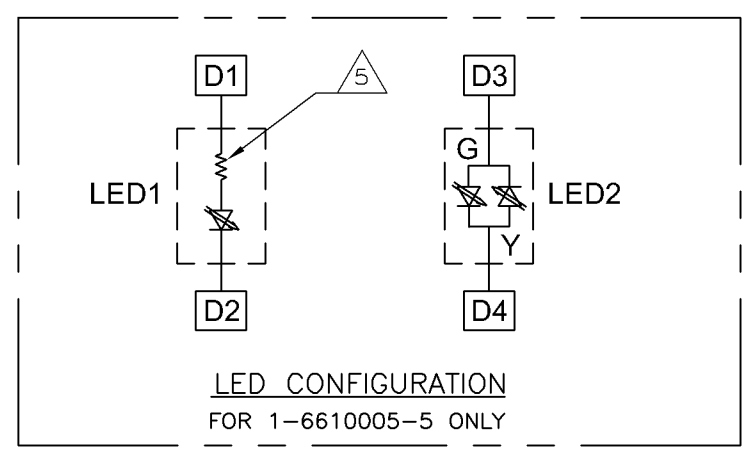 D1
5
D3
G
LED1
LED2
Y
D2
D4
LED CONFIGURATION
FOR 1-6610005-5 ONLY